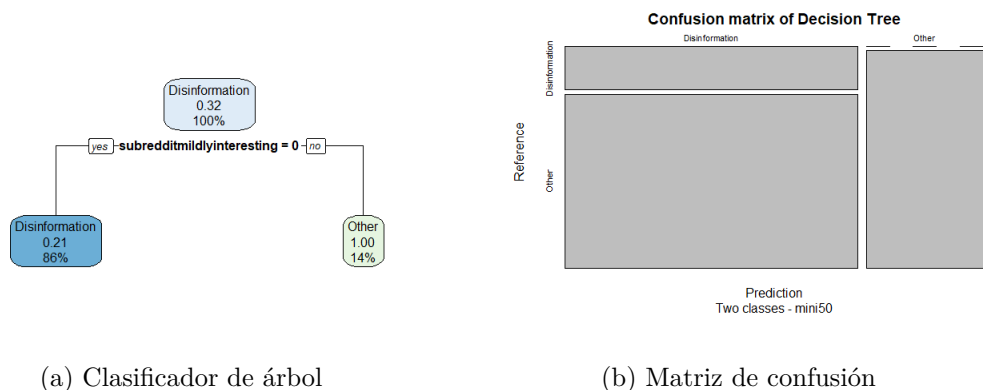 Disinformation
0.32
100%
yes subredditmildlyinteresting = 0 no
Disinformation
0.21
86%
Other
1.00
14%
(a) Clasificador de árbol
Confusion matrix of Decision Tree
Disinformation
Other
Disinformation
Other
Reference
Prediction
Two classes - mini50
(b) Matriz de confusión